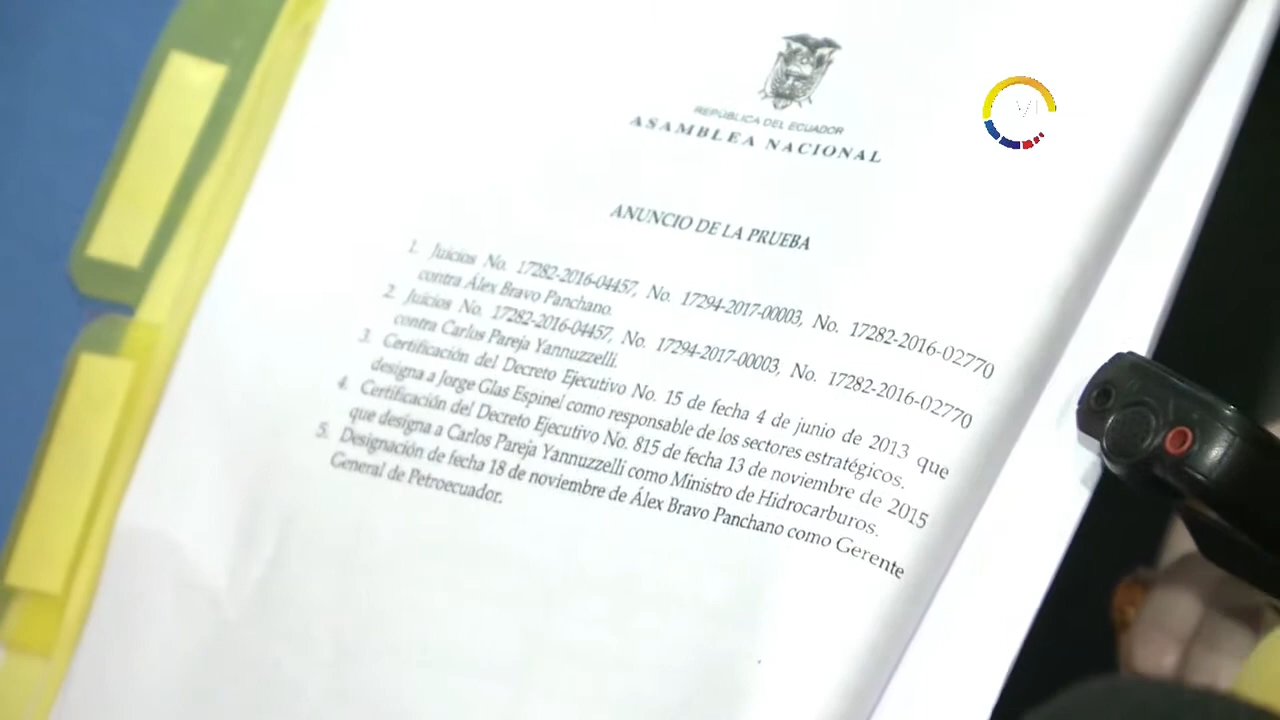 REPÚBLICA DEL ECUADOR
ASAMBLEA NACIONAL
ANUNCIO DE LA PRUEBA
1. Juicios No. 17282-2016-04457, No. 17294-2017-00003, No. 17282-2016-02770
contra Álex Bravo Panchano.
2. Juicios No. 17282-2016-04457, No. 17294-2017-00003, No. 17282-2016-02770
contra Carlos Pareja Yannuzzelli.
3. Certificación del Decreto Ejecutivo No. 15 de fecha 4 de junio de 2013 que
designa a Jorge Glas Espinel como responsable de los sectores estratégicos.
4. Certificación del Decreto Ejecutivo No. 815 de fecha 13 de noviembre de 2015
que designa a Carlos Pareja Yannuzzelli como Ministro de Hidrocarburos.
5. Designación de fecha 18 de noviembre de Álex Bravo Panchano como Gerente
General de Petroecuador.